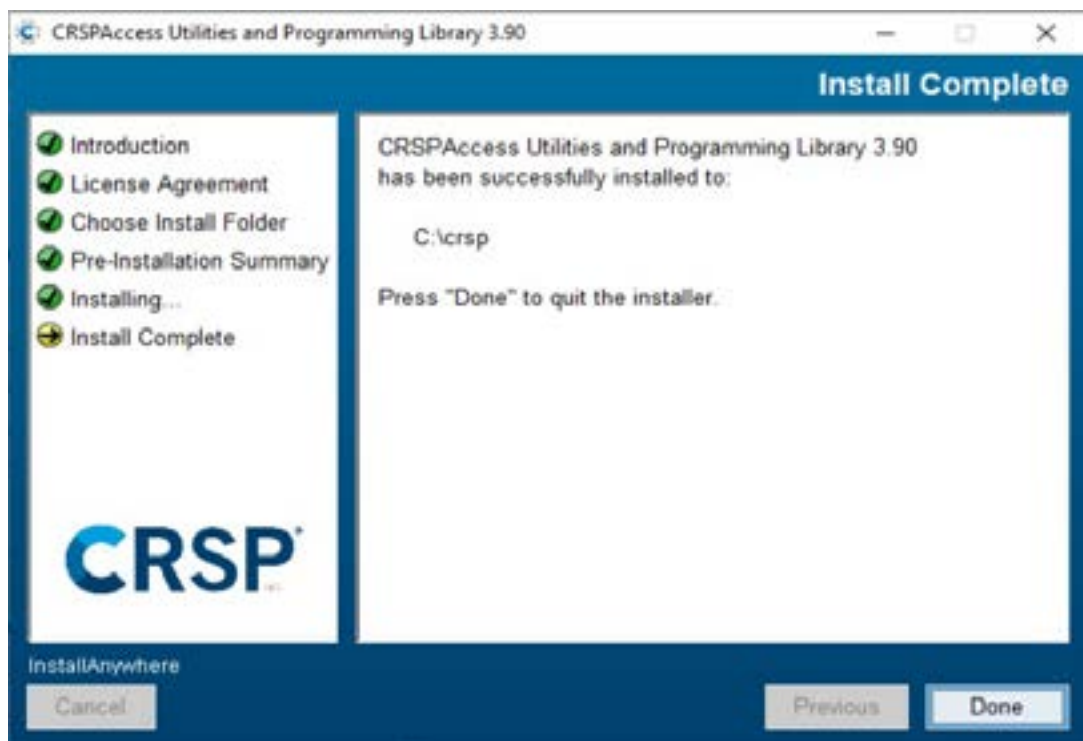 CRSPAccess Utilities and Programming Library 3.90
Install Complete
Introduction
License Agreement
Choose Install Folder
Pre-Installation Summary
Installing...
Install Complete
CRSPAccess Utilities and Programming Library 3.90
has been successfully installed to:
C:\crsp
Press "Done" to quit the installer.
CRSP
InstallAnywhere
Cancel
Previous
Done